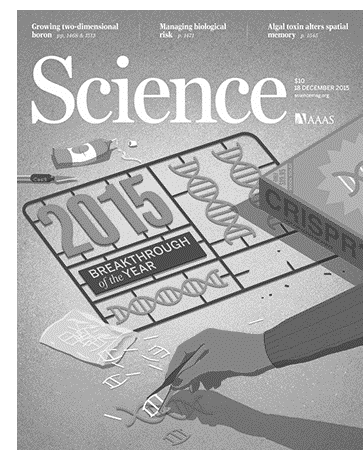 Growing two-dimensional
boron pp. 1468 & 1513
Managing biological
risk p. 1471
Algal toxin alters spatial
memory p. 1545
Science
$10
18 DECEMBER 2015
sciencemag.org
AAAS
2015
CRISPR
BREAKTHROUGH
of the YEAR